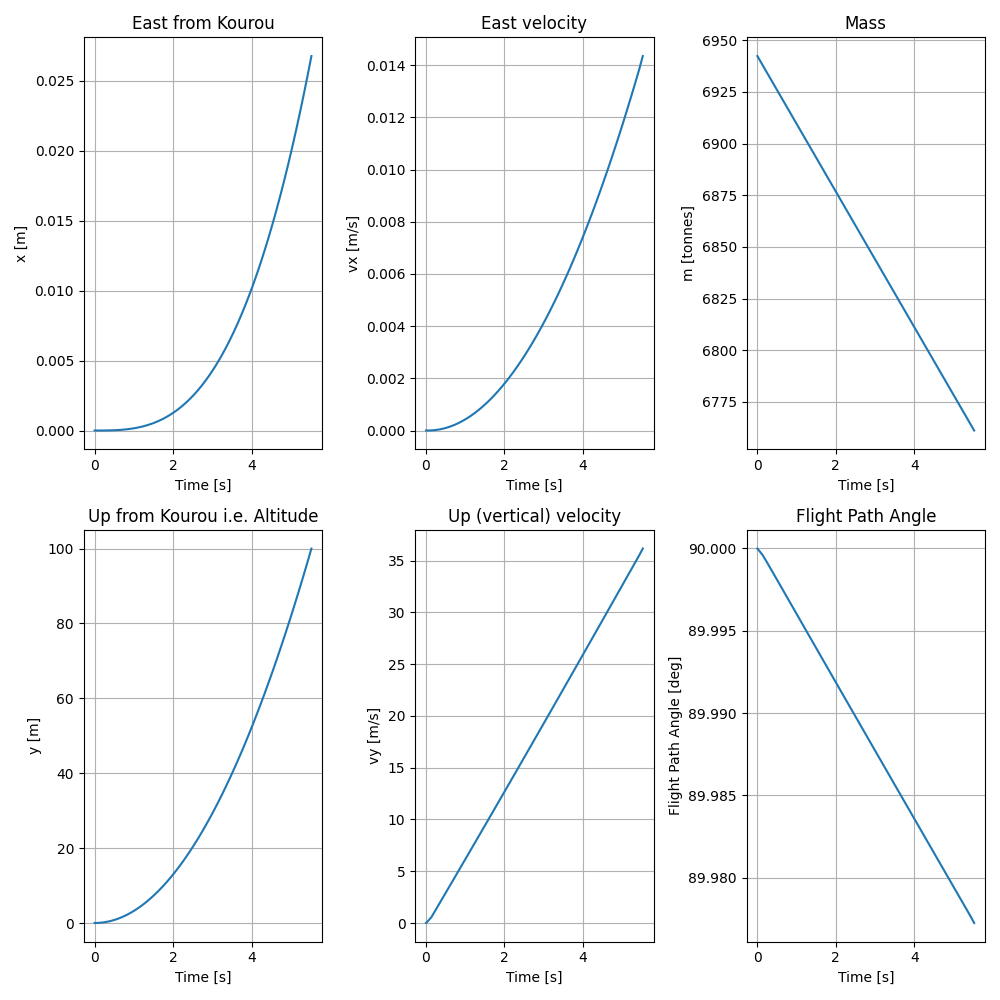 East from Kourou
0.025
0.020
0.015
0.010
0.005
0.000
x [m]
0 2 4
Time [s]
East velocity
0.014
0.012
0.010
0.008
0.006
0.004
0.002
0.000
vx [m/s]
0 2 4
Time [s]
Mass
6950
6925
6900
6875
6850
6825
6800
6775
m [tonnes]
0 2 4
Time [s]
Up from Kourou i.e. Altitude
100
80
60
40
20
0
y [m]
0 2 4
Time [s]
Up (vertical) velocity
35
30
25
20
15
10
5
0
vy [m/s]
0 2 4
Time [s]
Flight Path Angle
90.000
89.995
89.990
89.985
89.980
Flight Path Angle [deg]
0 2 4
Time [s]